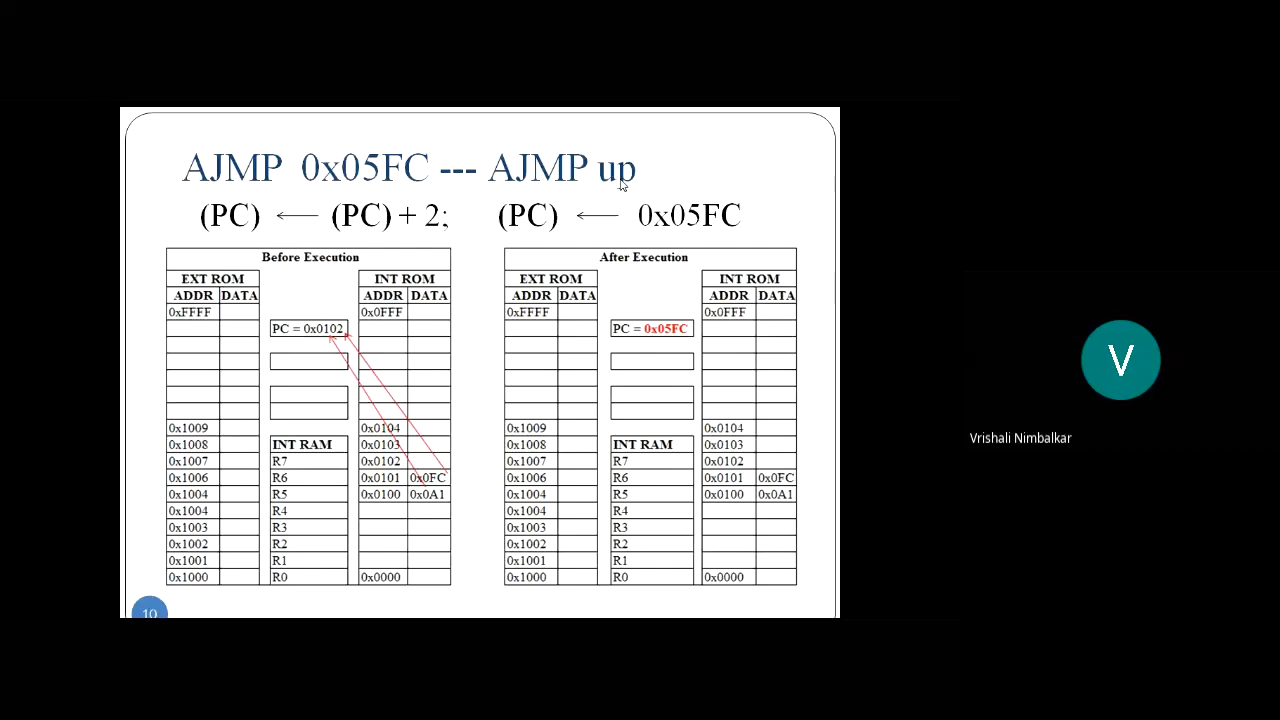 AJMP 0x05FC --- AJMP up
(PC) ← (PC) + 2; (PC) ← 0x05FC
Before Execution
EXT ROM INT ROM
ADDR DATA ADDR DATA
0xFFFF 0x0FFF
PC = 0x0102
0x1009 0x0104
0x1008 INT RAM 0x0103
0x1007 R7 0x0102
0x1006 R6 0x0101 0x0FC
0x1004 R5 0x0100 0x0A1
0x1004 R4
0x1003 R3
0x1002 R2
0x1001 R1
0x1000 R0 0x0000
After Execution
EXT ROM INT ROM
ADDR DATA ADDR DATA
0xFFFF 0x0FFF
PC = 0x05FC
0x1009 0x0104
0x1008 INT RAM 0x0103
0x1007 R7 0x0102
0x1006 R6 0x0101 0x0FC
0x1004 R5 0x0100 0x0A1
0x1004 R4
0x1003 R3
0x1002 R2
0x1001 R1
0x1000 R0 0x0000
10
V
Vrishali Nimbalkar